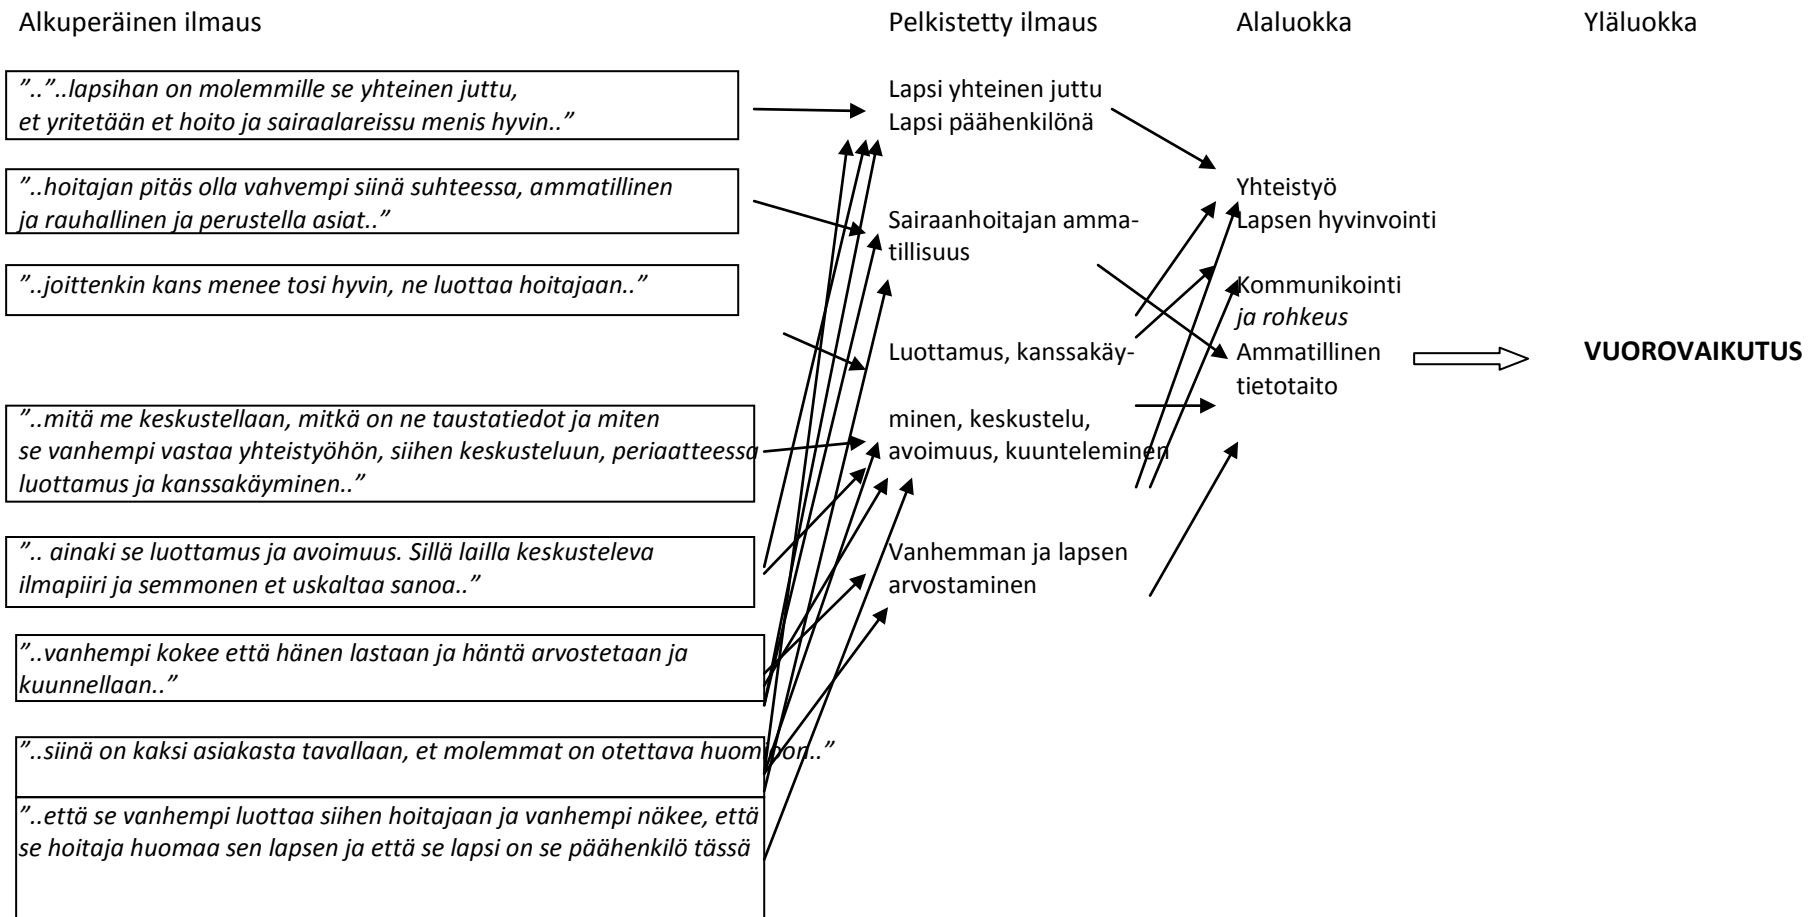 Alkuperäinen ilmaus
Pelkistetty ilmaus
Alaluokka
Yläluokka
”..”..lapsihan on molemmille se yhteinen juttu,
et yritetään et hoito ja sairaalareissu menis hyvin..”
”..hoitajan pitäs olla vahvempi siinä suhteessa, ammatillinen
ja rauhallinen ja perustella asiat..”
”..joittenkin kans menee tosi hyvin, ne luottaa hoitajaan..”
”..mitä me keskustellaan, mitkä on ne taustatiedot ja miten
se vanhempi vastaa yhteistyöhön, siihen keskusteluun, periaatteessa
luottamus ja kanssakäyminen..”
”.. ainaki se luottamus ja avoimuus. Sillä lailla keskusteleva
ilmapiiri ja semmonen et uskaltaa sanoa..”
”..vanhempi kokee että hänen lastaan ja häntä arvostetaan ja
kuunnellaan..”
”..siinä on kaksi asiakasta tavallaan, et molemmat on otettava huomioon..”
”..että se vanhempi luottaa siihen hoitajaan ja vanhempi näkee, että
se hoitaja huomaa sen lapsen ja että se lapsi on se päähenkilö tässä
Lapsi yhteinen juttu
Lapsi päähenkilönä
Sairaanhoitajan amma-
tillisuus
Luottamus, kanssakäy-
minen, keskustelu,
avoimuus, kuunteleminen
Vanhemman ja lapsen
arvostaminen
Yhteistyö
Lapsen hyvinvointi
Kommunikointi
ja rohkeus
Ammatillinen
tietotaito
VUOROVAIKUTUS